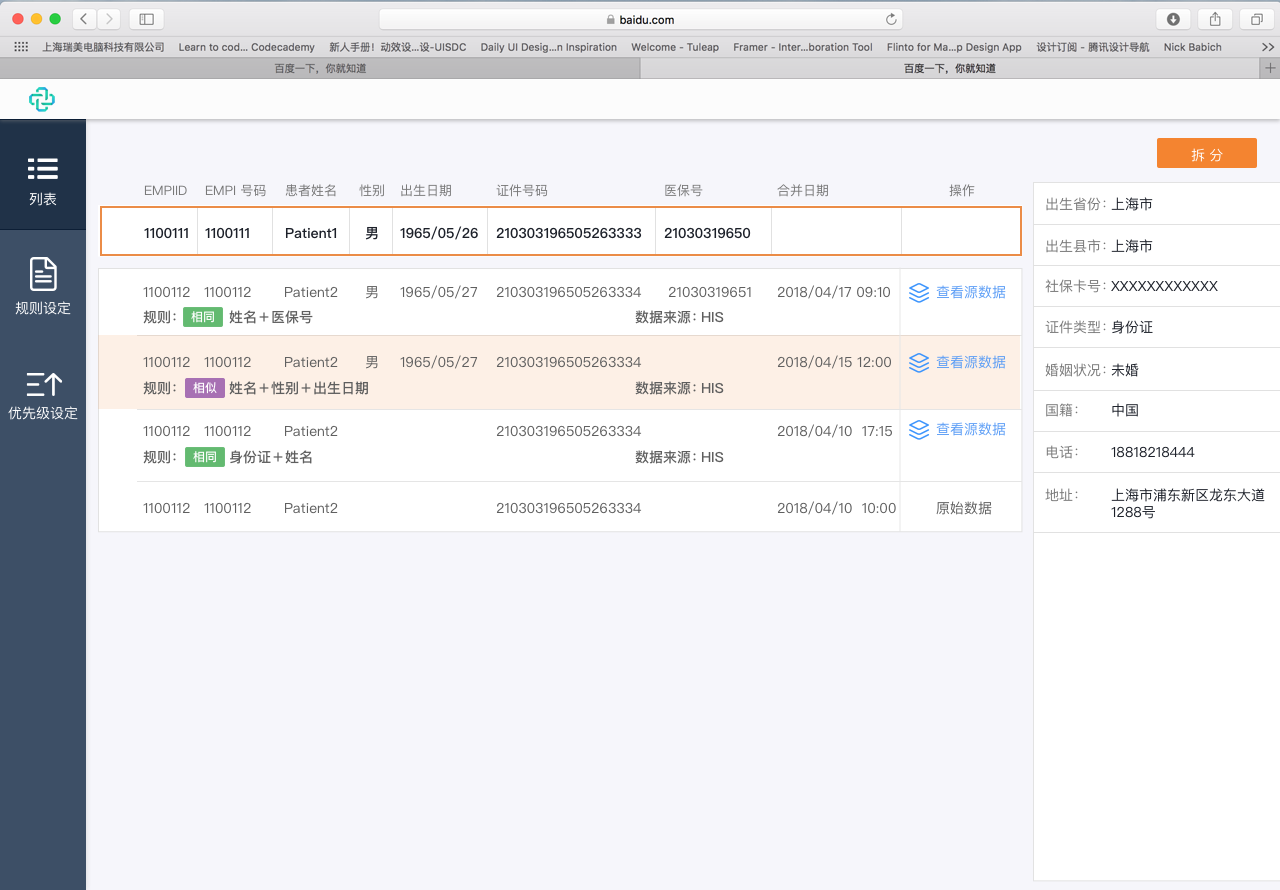 baidu.com
上海瑞美电脑科技有限公司 Learn to cod... Codecademy 新人手册！动效设...设-UISDC Daily UI Desig...n Inspiration Welcome - Tuleap Framer - Inter...boration Tool Flinto for Ma...p Design App 设计订阅 - 腾讯设计导航 Nick Babich
百度一下，你就知道 百度一下，你就知道
列表
规则设定
优先级设定
拆 分
EMPIID EMPI 号码 患者姓名 性别 出生日期 证件号码 医保号 合并日期 操作
1100111 1100111 Patient1 男 1965/05/26 210303196505263333 21030319650
1100112 1100112 Patient2 男 1965/05/27 210303196505263334 21030319651 2018/04/17 09:10 查看源数据
规则： 相同 姓名＋医保号 数据来源：HIS
1100112 1100112 Patient2 男 1965/05/27 210303196505263334 2018/04/15 12:00 查看源数据
规则： 相似 姓名＋性别＋出生日期 数据来源：HIS
1100112 1100112 Patient2 210303196505263334 2018/04/10 17:15 查看源数据
规则： 相同 身份证＋姓名 数据来源：HIS
1100112 1100112 Patient2 210303196505263334 2018/04/10 10:00 原始数据
出生省份：上海市
出生县市：上海市
社保卡号：XXXXXXXXXXXX
证件类型：身份证
婚姻状况：未婚
国籍： 中国
电话： 18818218444
地址： 上海市浦东新区龙东大道
1288号